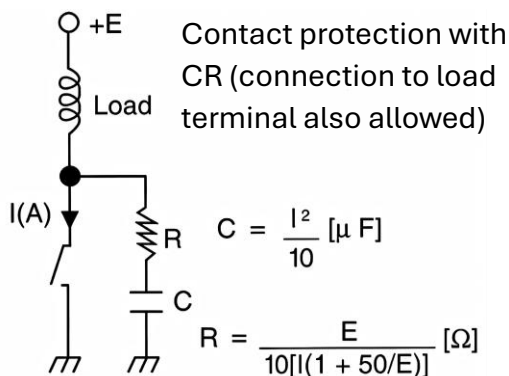 +E
Contact protection with
CR (connection to load
terminal also allowed)
Load
I(A)
R
C = I²/10 [μ F]
C
R = E/10[I(1 + 50/E)] [Ω]